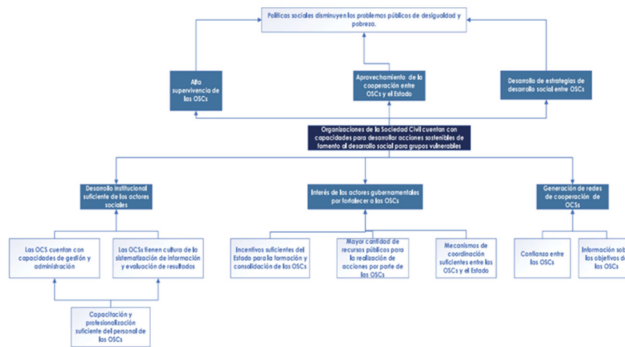 Políticas sociales disminuyen los problemas públicos de desigualdad y
pobreza.
Alta
supervivencia de
las OSCs
Aprovechamiento de la
cooperación entre
OSCs y el Estado
Desarrollo de estrategias de
desarrollo social entre OSCs
Organizaciones de la Sociedad Civil cuentan con
capacidades para desarrollar acciones sostenibles de
fomento al desarrollo social para grupos vulnerables
Desarrollo institucional
suficiente de los actores
sociales
Interés de los actores gubernamentales
por fortalecer a las OSCs
Generación de redes
de cooperación de
OCSs
Las OCS cuentan con
capacidades de gestión y
administración
Las OCSs tienen cultura de la
sistematización de información
y evaluación de resultados
Incentivos suficientes del
Estado para la formación y
consolidación de las OSCs
Mayor cantidad de
recursos públicos para
la realización de
acciones por parte de
las OSCs
Mecanismos de
coordinación
suficientes entre las
OSCs y el Estado
Confianza entre
las OSCs
Información sob
los objetivos de
las OSCs
Capacitación y
profesionalización
suficiente del personal de
las OSCs